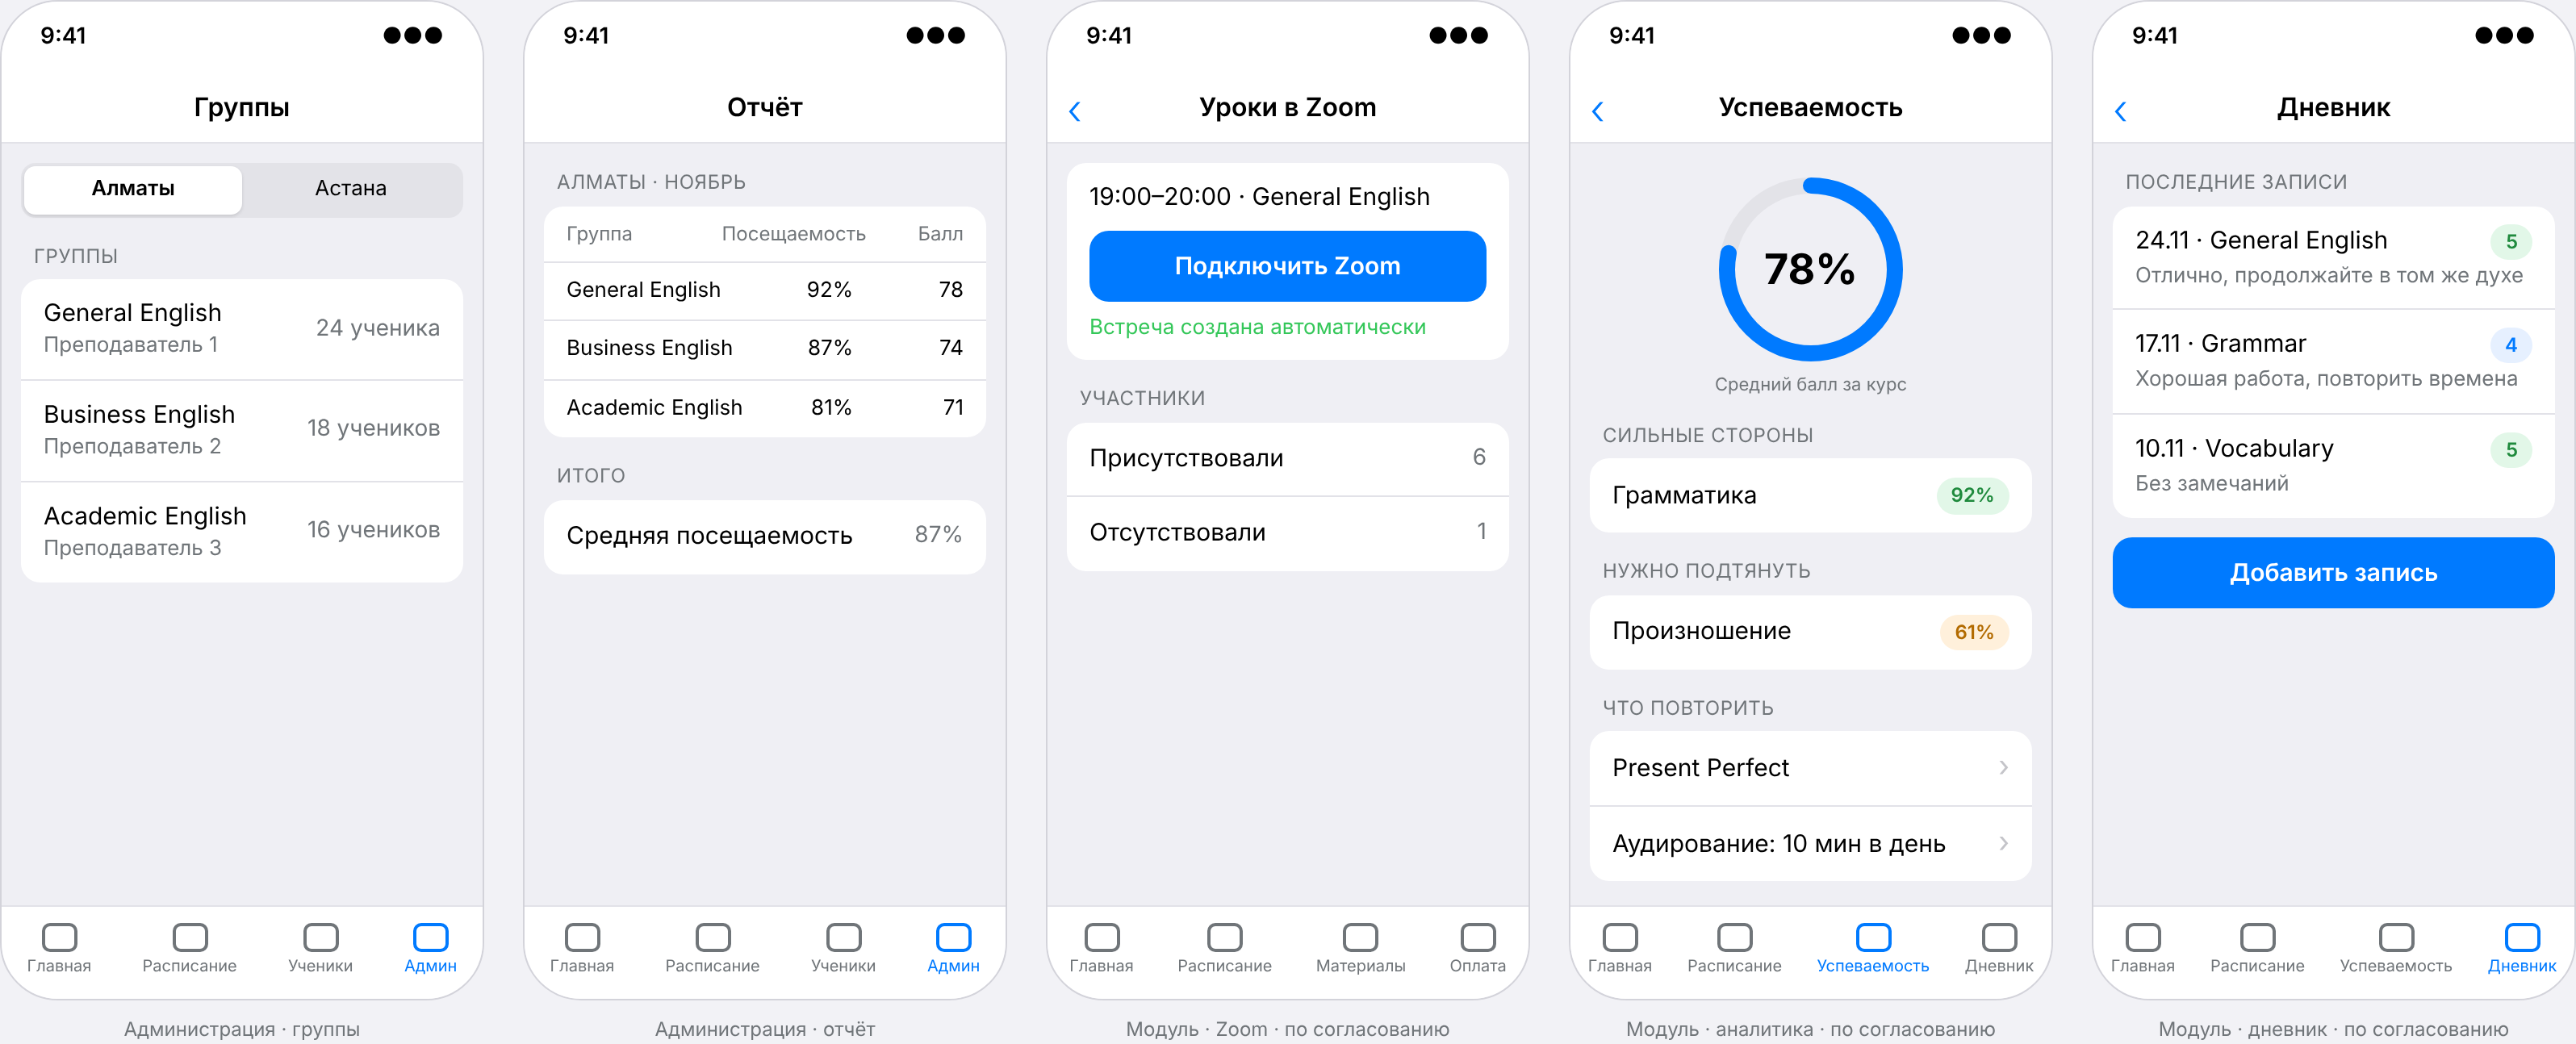 9:41
Группы
Алматы
Астана
ГРУППЫ
General English
Преподаватель 1
24 ученика
Business English
Преподаватель 2
18 учеников
Academic English
Преподаватель 3
16 учеников
Главная
Расписание
Ученики
Админ
Администрация · группы
9:41
Отчёт
АЛМАТЫ · НОЯБРЬ
Группа Посещаемость Балл
General English 92% 78
Business English 87% 74
Academic English 81% 71
ИТОГО
Средняя посещаемость 87%
Главная
Расписание
Ученики
Админ
Администрация · отчёт
9:41
Уроки в Zoom
19:00–20:00 · General English
Подключить Zoom
Встреча создана автоматически
УЧАСТНИКИ
Присутствовали 6
Отсутствовали 1
Главная
Расписание
Материалы
Оплата
Модуль · Zoom · по согласованию
9:41
Успеваемость
78%
Средний балл за курс
СИЛЬНЫЕ СТОРОНЫ
Грамматика 92%
НУЖНО ПОДТЯНУТЬ
Произношение 61%
ЧТО ПОВТОРИТЬ
Present Perfect
Аудирование: 10 мин в день
Главная
Расписание
Успеваемость
Дневник
Модуль · аналитика · по согласованию
9:41
Дневник
ПОСЛЕДНИЕ ЗАПИСИ
24.11 · General English 5
Отлично, продолжайте в том же духе
17.11 · Grammar 4
Хорошая работа, повторить времена
10.11 · Vocabulary 5
Без замечаний
Добавить запись
Главная
Расписание
Успеваемость
Дневник
Модуль · дневник · по согласованию